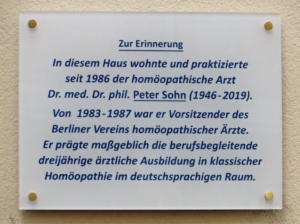 Zur Erinnerung
In diesem Haus wohnte und praktizierte
seit 1986 der homöopathische Arzt
Dr. med. Dr. phil. Peter Sohn (1946-2019).
Von 1983-1987 war er Vorsitzender des
Berliner Vereins homöopathischer Ärzte.
Er prägte maßgeblich die berufsbegleitende
dreijährige ärztliche Ausbildung in klassischer
Homöopathie im deutschsprachigen Raum.